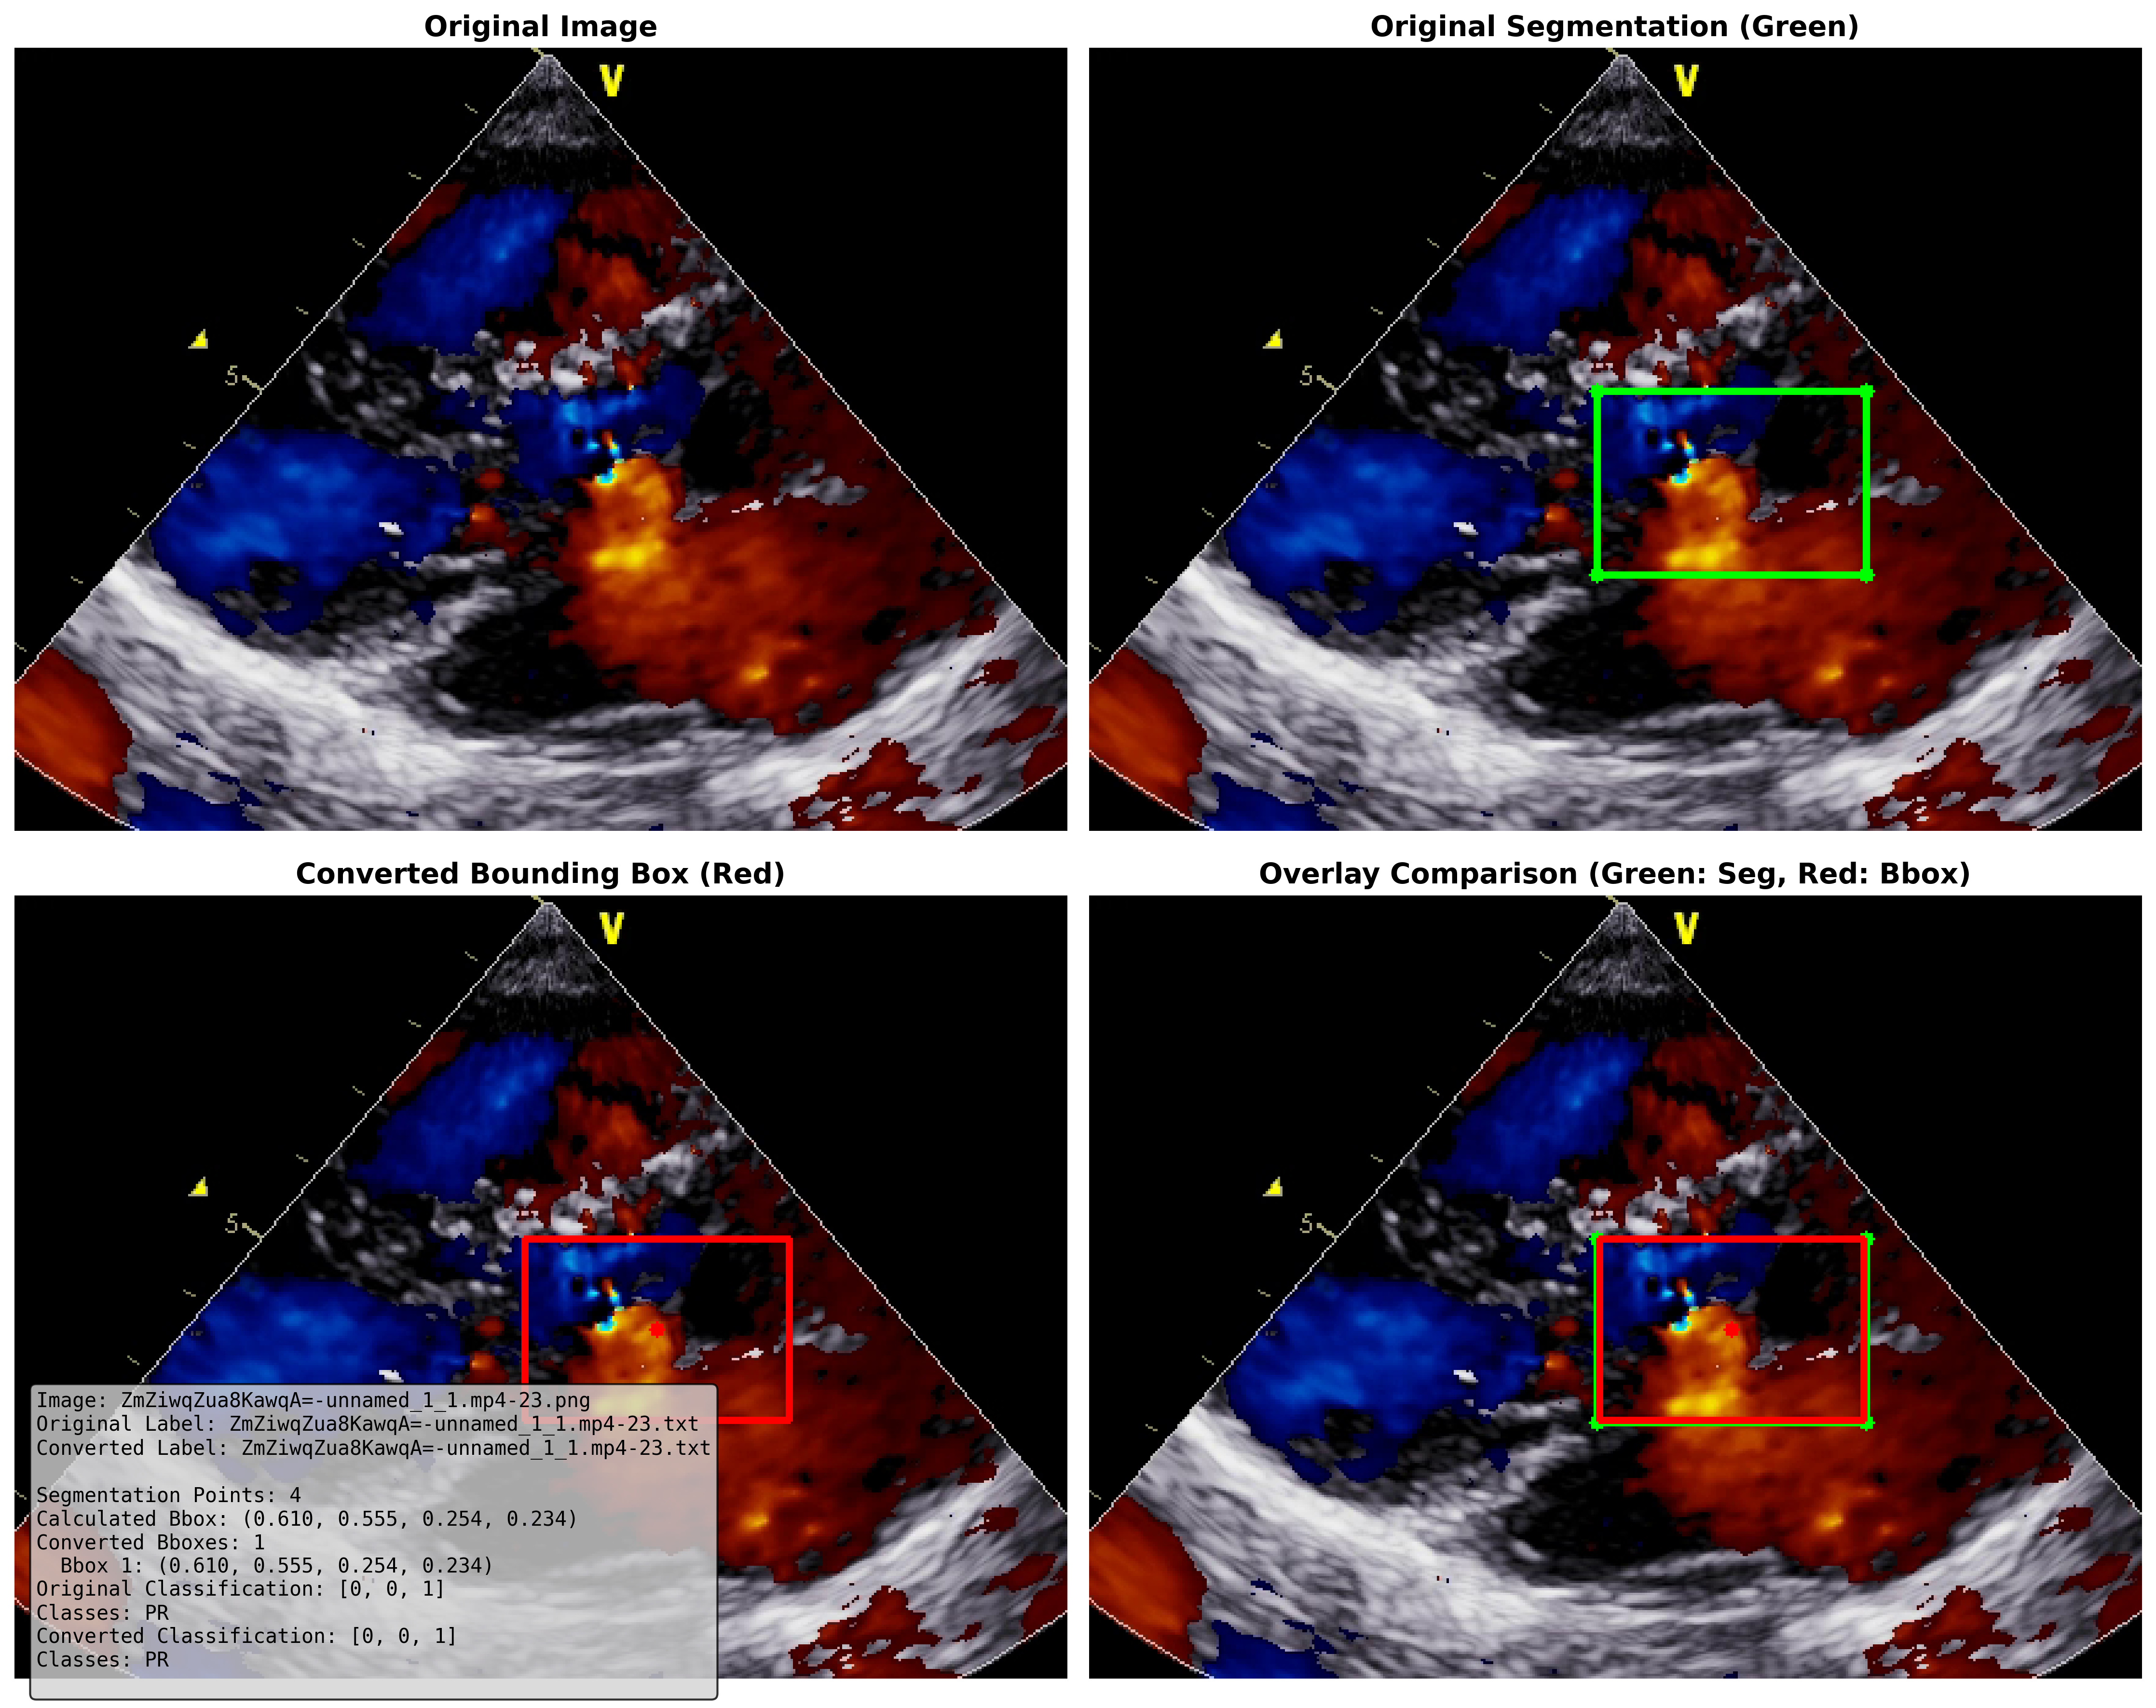 Original Image
Original Segmentation (Green)
V
5
V
5
Converted Bounding Box (Red)
Overlay Comparison (Green: Seg, Red: Bbox)
V
5
V
5
Image: ZmZiwqZua8KawqA=-unnamed_1_1.mp4-23.png
Original Label: ZmZiwqZua8KawqA=-unnamed_1_1.mp4-23.txt
Converted Label: ZmZiwqZua8KawqA=-unnamed_1_1.mp4-23.txt
Segmentation Points: 4
Calculated Bbox: (0.610, 0.555, 0.254, 0.234)
Converted Bboxes: 1
Bbox 1: (0.610, 0.555, 0.254, 0.234)
Original Classification: [0, 0, 1]
Classes: PR
Converted Classification: [0, 0, 1]
Classes: PR